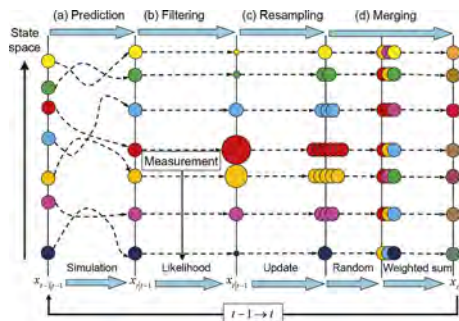 (a) Prediction (b) Filtering (c) Resampling (d) Merging
State
space
Measurement
Simulation Likelihood Update Random Weighted sum
t − 1 → t